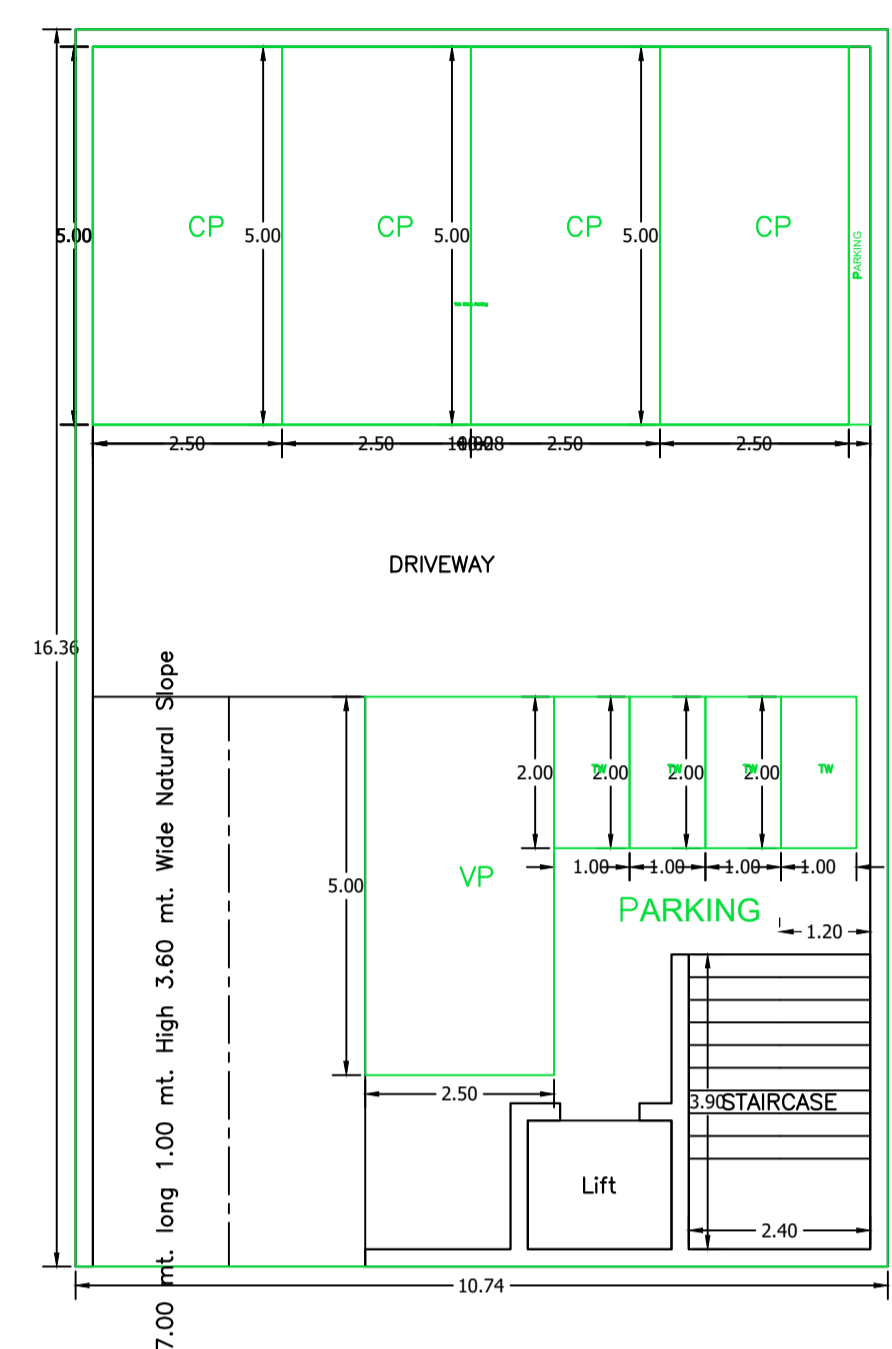 CP
CP
CP
CP
5.00
5.00
5.00
5.00
PARKING
2.50
2.50
2.50
2.50
DRIVEWAY
16.36
7.00 mt. long 1.00 mt. High 3.60 mt. Wide Natural Slope
2.00
TW
2.00
TW
2.00
TW
2.00
TW
5.00
VP
1.00
1.00
1.00
1.00
PARKING
1.20
2.50
3.90
STAIRCASE
Lift
2.40
10.74